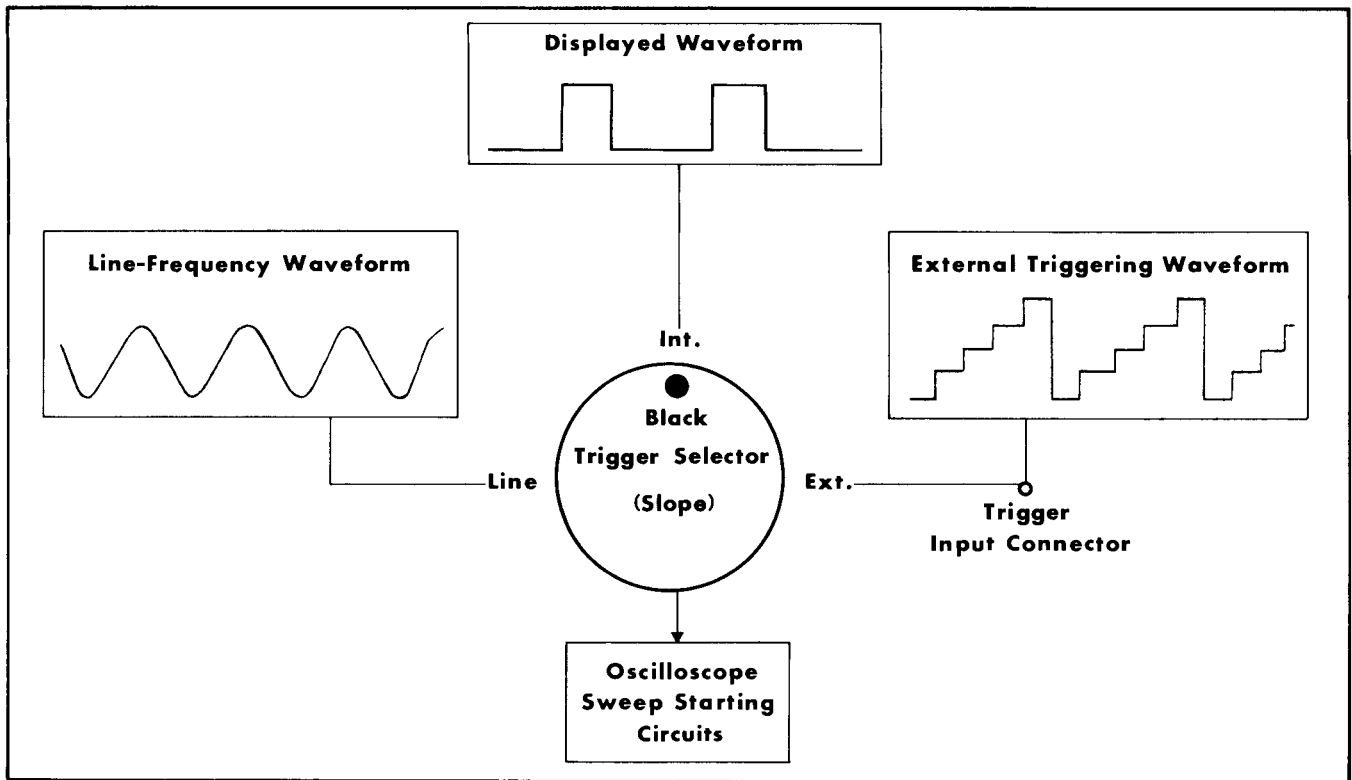 Displayed Waveform
Line-Frequency Waveform
External Triggering Waveform
Int.
Black
Trigger Selector
(Slope)
Line
Ext.
Trigger
Input Connector
Oscilloscope
Sweep Starting
Circuits